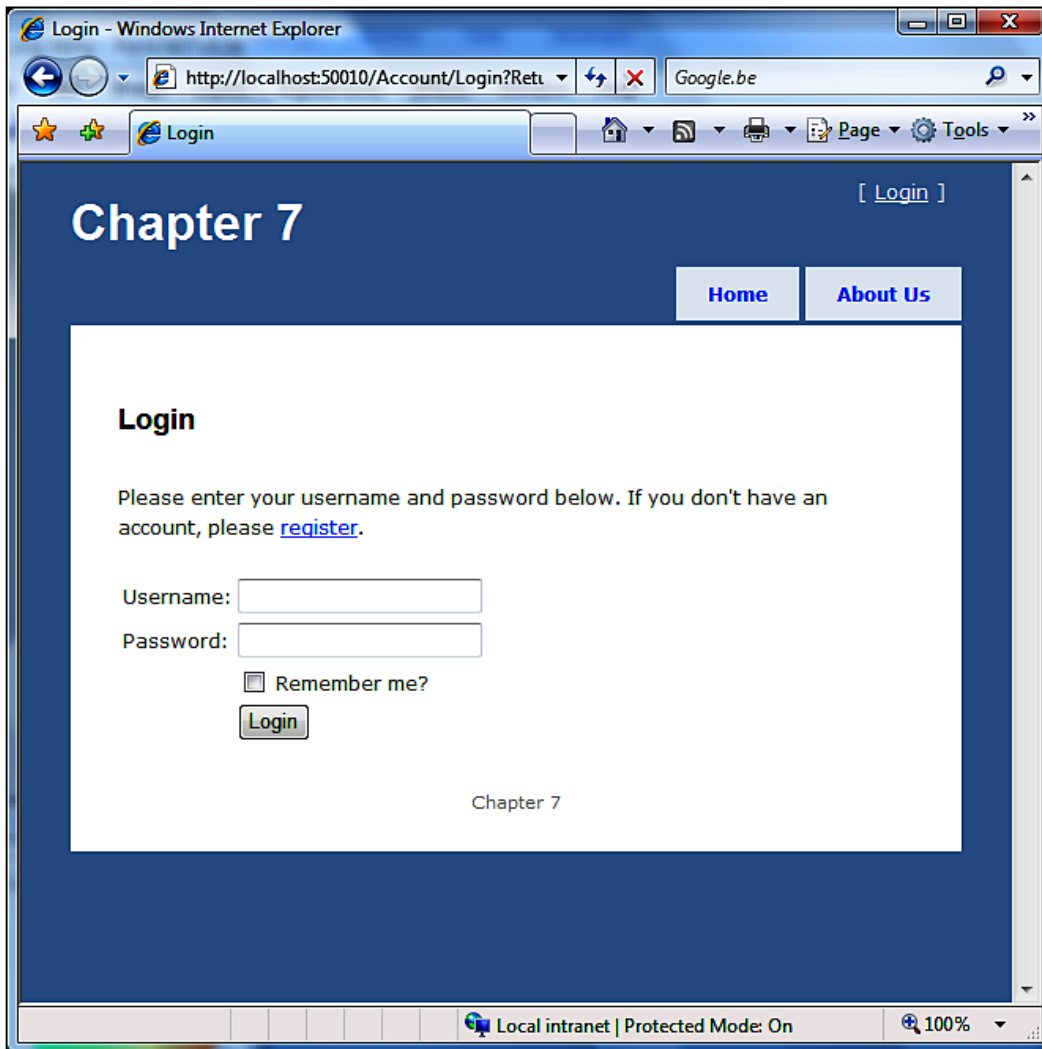 Login - Windows Internet Explorer
http://localhost:50010/Account/Login?Retu
Google.be
Login
Page
Tools
»
[ Login ]
Chapter 7
Home
About Us
Login
Please enter your username and password below. If you don't have an
account, please register.
Username:
Password:
Remember me?
Login
Chapter 7
Local intranet | Protected Mode: On
100%